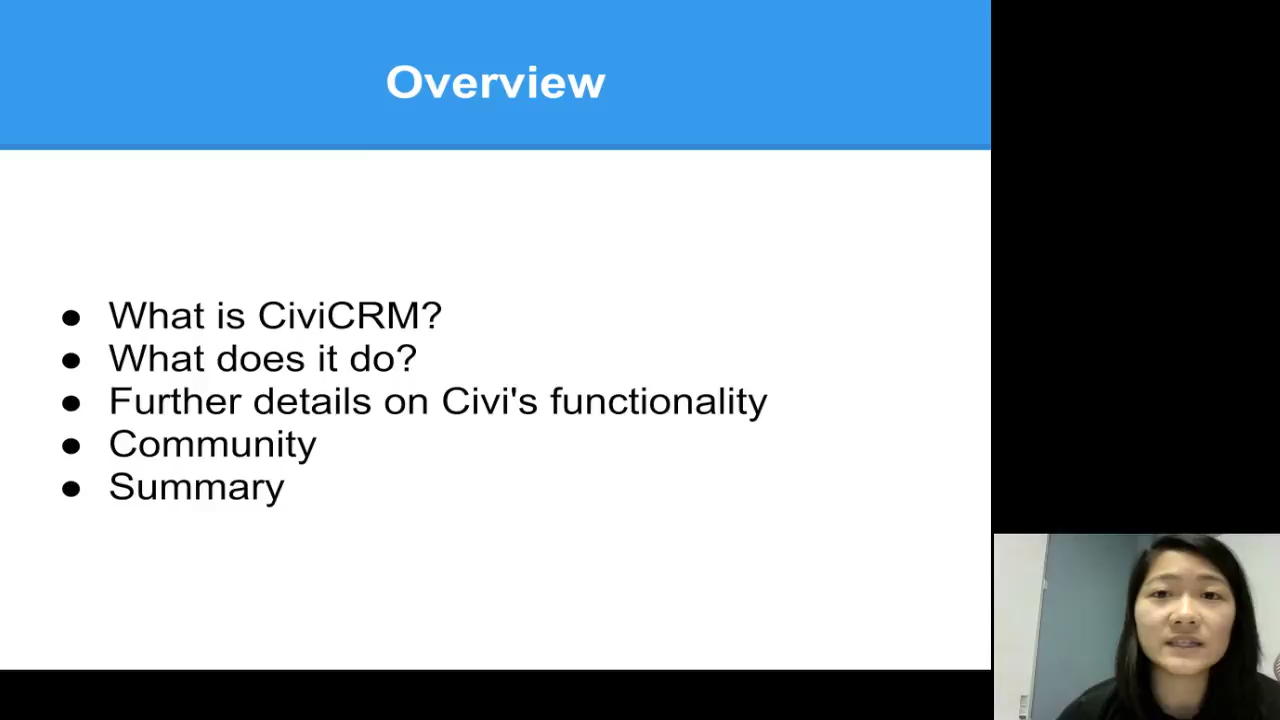 Overview
● What is CiviCRM?
● What does it do?
● Further details on Civi's functionality
● Community
● Summary